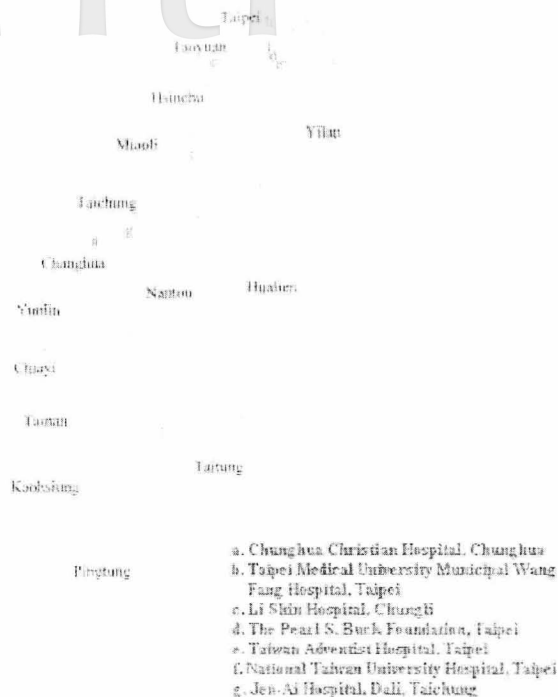 Taipei
Taoyuan
Hsinchu
Yilan
Miaoli
Taichung
g
a
Changhua
Nantou
Hualien
Yunlin
Chiayi
Tainan
Taitung
Kaohsiung
Pingtung
a. Chunghua Christian Hospital, Chunghua
b. Taipei Medical University Municipal Wang
Fang Hospital, Taipei
c. Li Shin Hospital, Chungli
d. The Pearl S. Buck Foundation, Taipei
e. Taiwan Adventist Hospital, Taipei
f. National Taiwan University Hospital, Taipei
g. Jen-Ai Hospital, Dali, Taichung